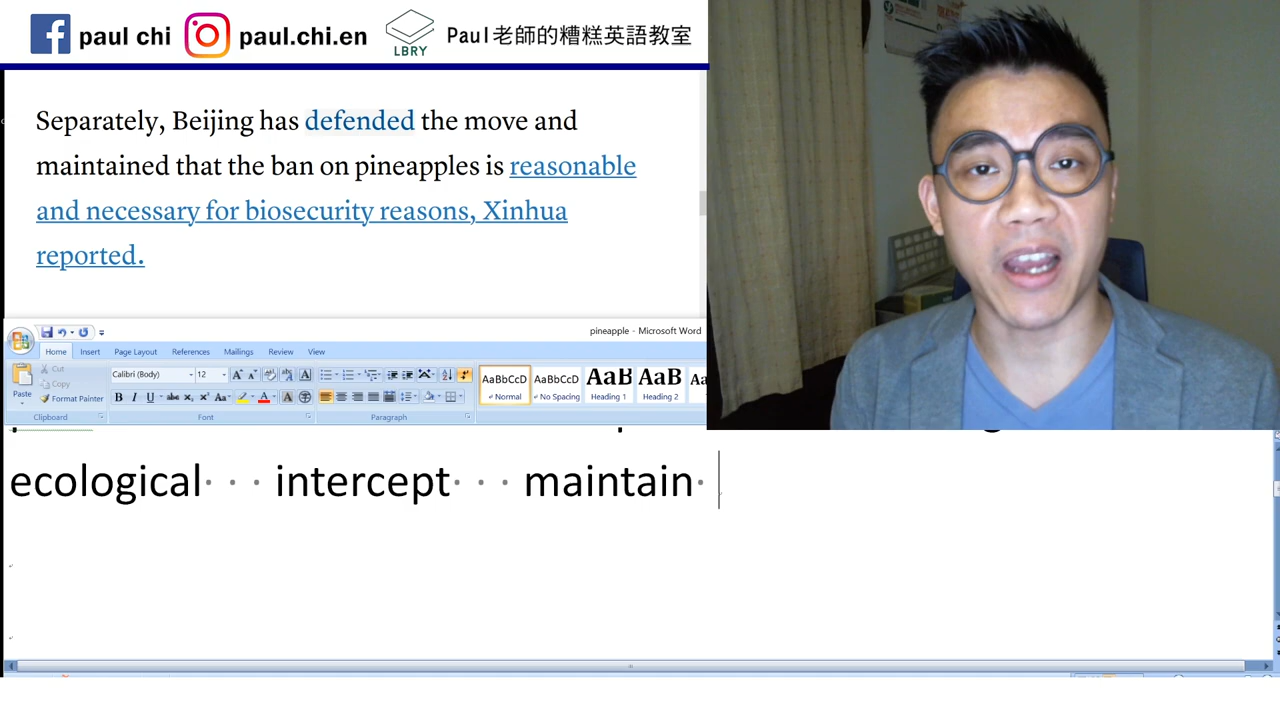 paul chi paul.chi.en LBRY Paul老師的糟糕英語教室
Separately, Beijing has defended the move and
maintained that the ban on pineapples is reasonable
and necessary for biosecurity reasons, Xinhua
reported.
pineapple - Microsoft Word
Home Insert Page Layout References Mailings Review View
Cut
Copy
Format Painter
Paste
Calibri (Body) 12
AaBbCcD AaBbCcD AaB AaB Aa
Normal No Spacing Heading 1 Heading 2
Clipboard Font Paragraph
ecological intercept maintain